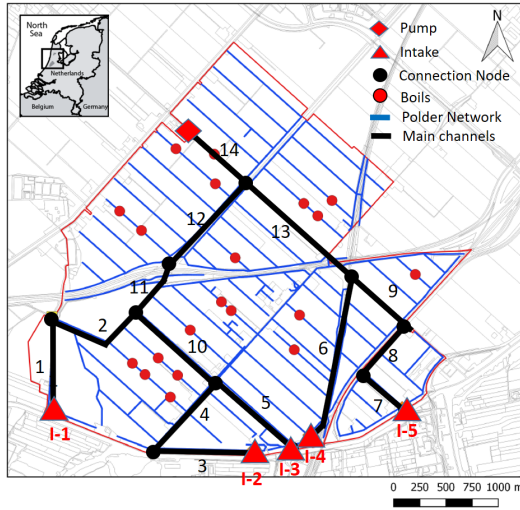 North
Sea
Netherlands
Belgium
Germany
N
Pump
Intake
Connection Node
Boils
Polder Network
Main channels
14
12
13
11
9
2
10
6
1
8
5
4
7
3
I-1
I-2
I-3
I-4
I-5
0 250 500 750 1000 m